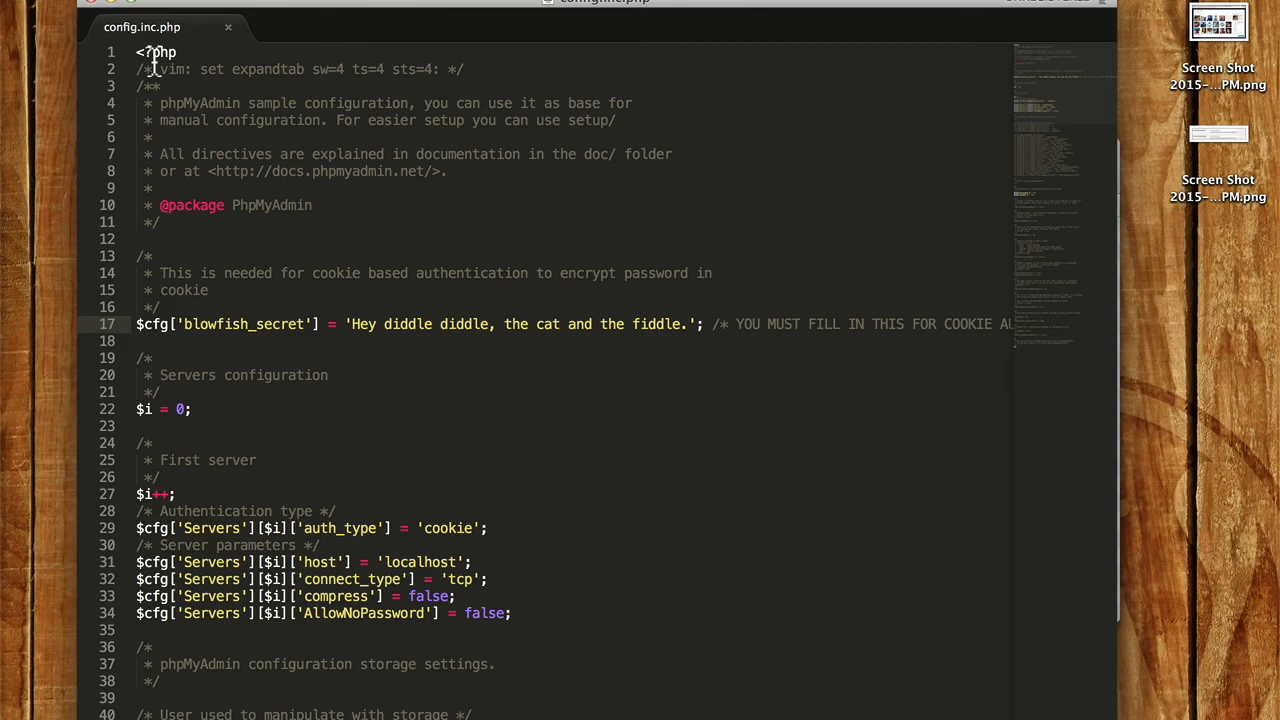 config.inc.php
config.inc.php
1 <?php
2 /* vim: set expandtab sw=4 ts=4 sts=4: */
3 /**
4 * phpMyAdmin sample configuration, you can use it as base for
5 * manual configuration. For easier setup you can use setup/
6 *
7 * All directives are explained in documentation in the doc/ folder
8 * or at <http://docs.phpmyadmin.net/>.
9 *
10 * @package PhpMyAdmin
11 */
12
13 /*
14 * This is needed for cookie based authentication to encrypt password in
15 * cookie
16 */
17 $cfg['blowfish_secret'] = 'Hey diddle diddle, the cat and the fiddle.'; /* YOU MUST FILL IN THIS FOR COOKIE AU
18
19 /*
20 * Servers configuration
21 */
22 $i = 0;
23
24 /*
25 * First server
26 */
27 $i++;
28 /* Authentication type */
29 $cfg['Servers'][$i]['auth_type'] = 'cookie';
30 /* Server parameters */
31 $cfg['Servers'][$i]['host'] = 'localhost';
32 $cfg['Servers'][$i]['connect_type'] = 'tcp';
33 $cfg['Servers'][$i]['compress'] = false;
34 $cfg['Servers'][$i]['AllowNoPassword'] = false;
35
36 /*
37 * phpMyAdmin configuration storage settings.
38 */
39
40 /* User used to manipulate with storage */
Screen Shot
2015-...PM.png
Screen Shot
2015-...PM.png